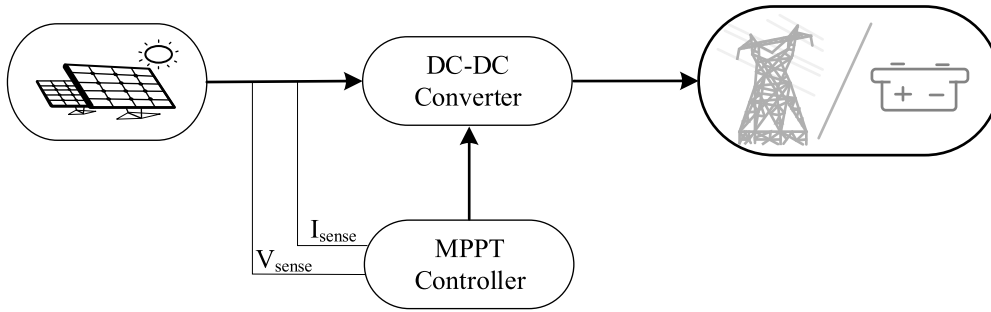 DC-DC
Converter
I_sense
V_sense
MPPT
Controller
+ −